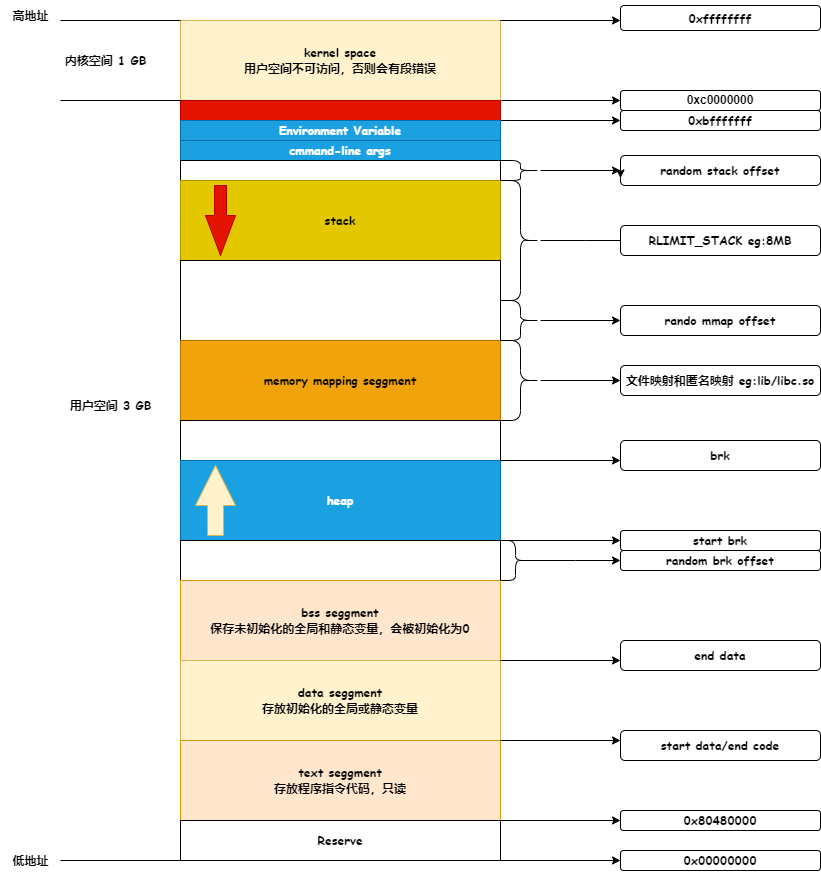 高地址
0xffffffff
内核空间 1 GB
kernel space
用户空间不可访问，否则会有段错误
0xc0000000
0xbfffffff
Environment Variable
cmmand-line args
random stack offset
stack
RLIMIT_STACK eg:8MB
rando mmap offset
memory mapping seggment
文件映射和匿名映射 eg:lib/libc.so
用户空间 3 GB
brk
heap
start brk
random brk offset
bss seggment
保存未初始化的全局和静态变量，会被初始化为0
end data
data seggment
存放初始化的全局或静态变量
start data/end code
text seggment
存放程序指令代码，只读
0x80480000
Reserve
低地址
0x00000000